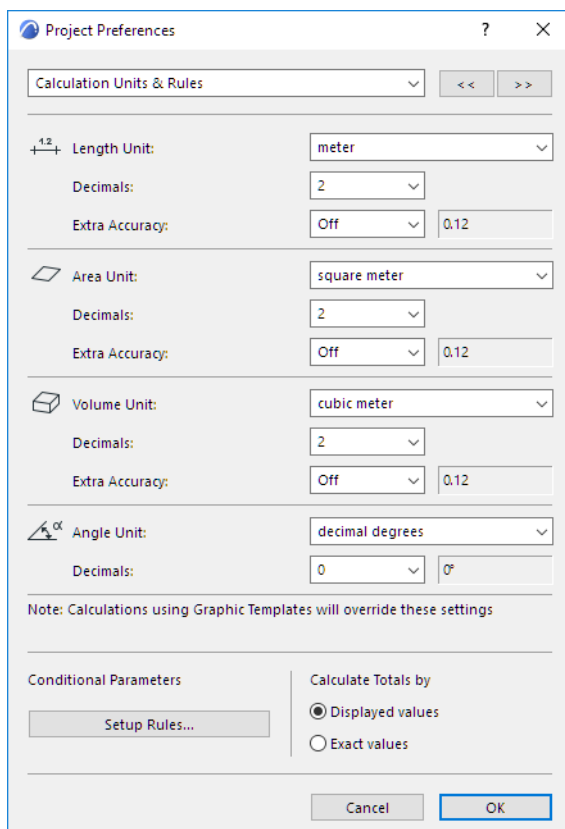 Project Preferences ?
Calculation Units & Rules << >>
1.2 Length Unit: meter
Decimals: 2
Extra Accuracy: Off 0.12
Area Unit: square meter
Decimals: 2
Extra Accuracy: Off 0.12
Volume Unit: cubic meter
Decimals: 2
Extra Accuracy: Off 0.12
α Angle Unit: decimal degrees
Decimals: 0 0°
Note: Calculations using Graphic Templates will override these settings
Conditional Parameters Calculate Totals by
Setup Rules... Displayed values
Exact values
Cancel OK